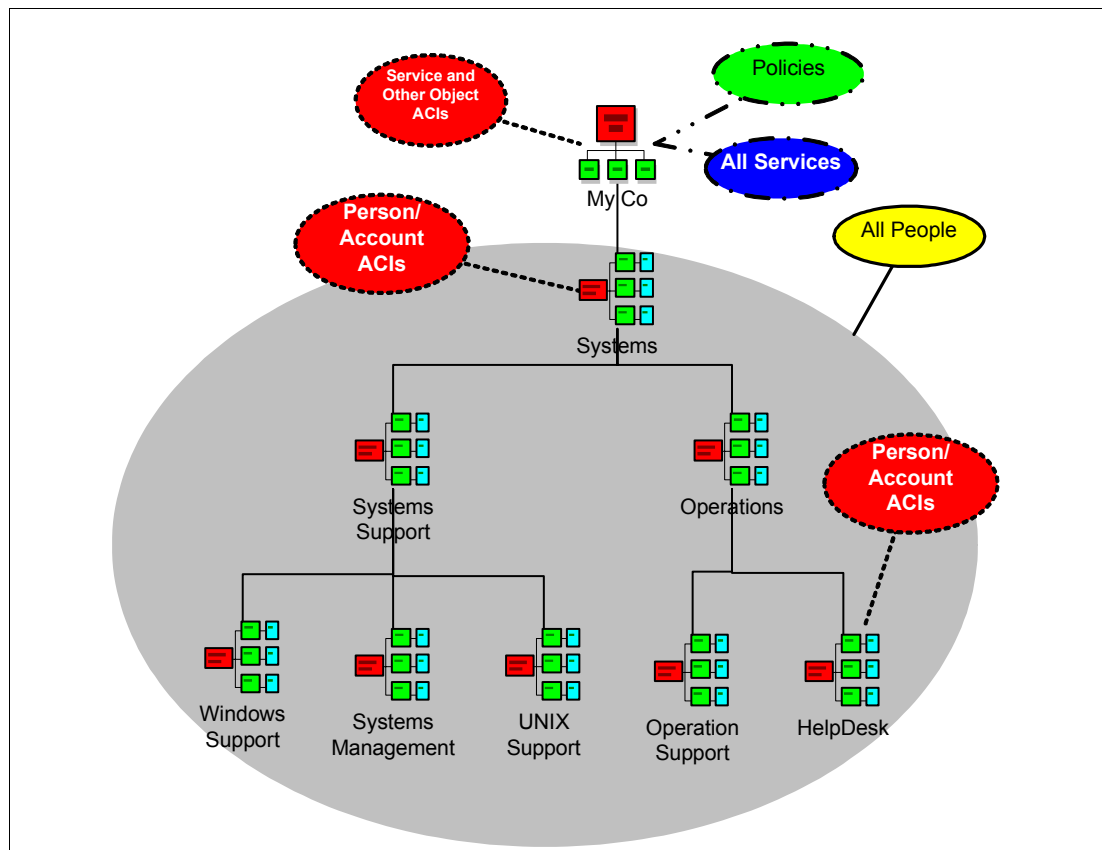 Service and
Other Object
ACIs
Policies
All Services
My Co
Person/
Account
ACIs
All People
Systems
Systems
Support
Operations
Person/
Account
ACIs
Windows
Support
Systems
Management
UNIX
Support
Operation
Support
HelpDesk